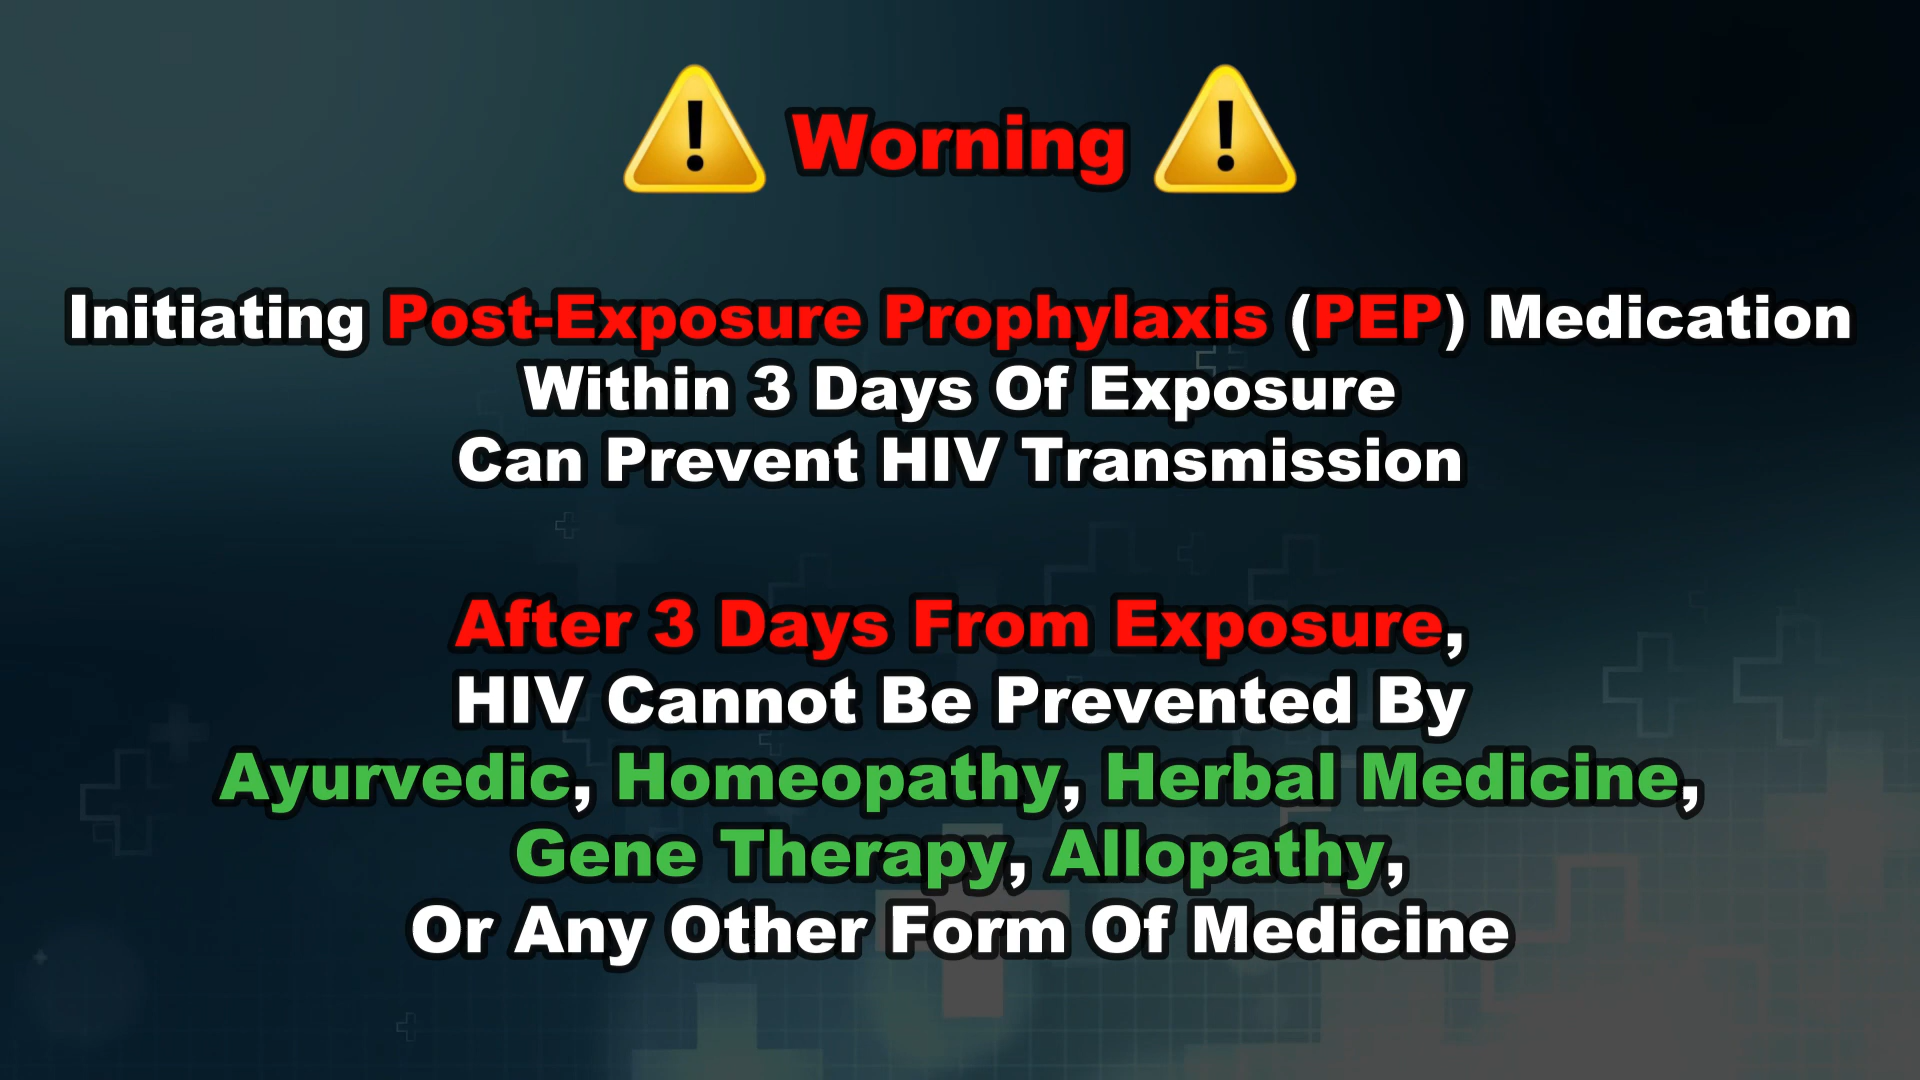 Worning
Initiating Post-Exposure Prophylaxis (PEP) Medication
Within 3 Days Of Exposure
Can Prevent HIV Transmission
After 3 Days From Exposure,
HIV Cannot Be Prevented By
Ayurvedic, Homeopathy, Herbal Medicine,
Gene Therapy, Allopathy,
Or Any Other Form Of Medicine